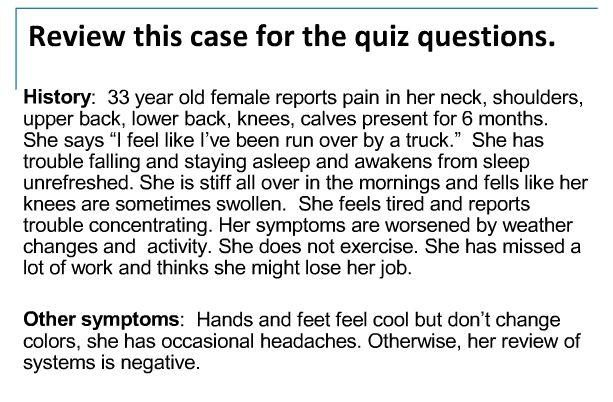 Review this case for the quiz questions.
History:  33 year old female reports pain in her neck, shoulders,
upper back, lower back, knees, calves present for 6 months.
She says “I feel like I’ve been run over by a truck.”  She has
trouble falling and staying asleep and awakens from sleep
unrefreshed. She is stiff all over in the mornings and fells like her
knees are sometimes swollen.  She feels tired and reports
trouble concentrating. Her symptoms are worsened by weather
changes and  activity. She does not exercise. She has missed a
lot of work and thinks she might lose her job.
Other symptoms:  Hands and feet feel cool but don’t change
colors, she has occasional headaches. Otherwise, her review of
systems is negative.